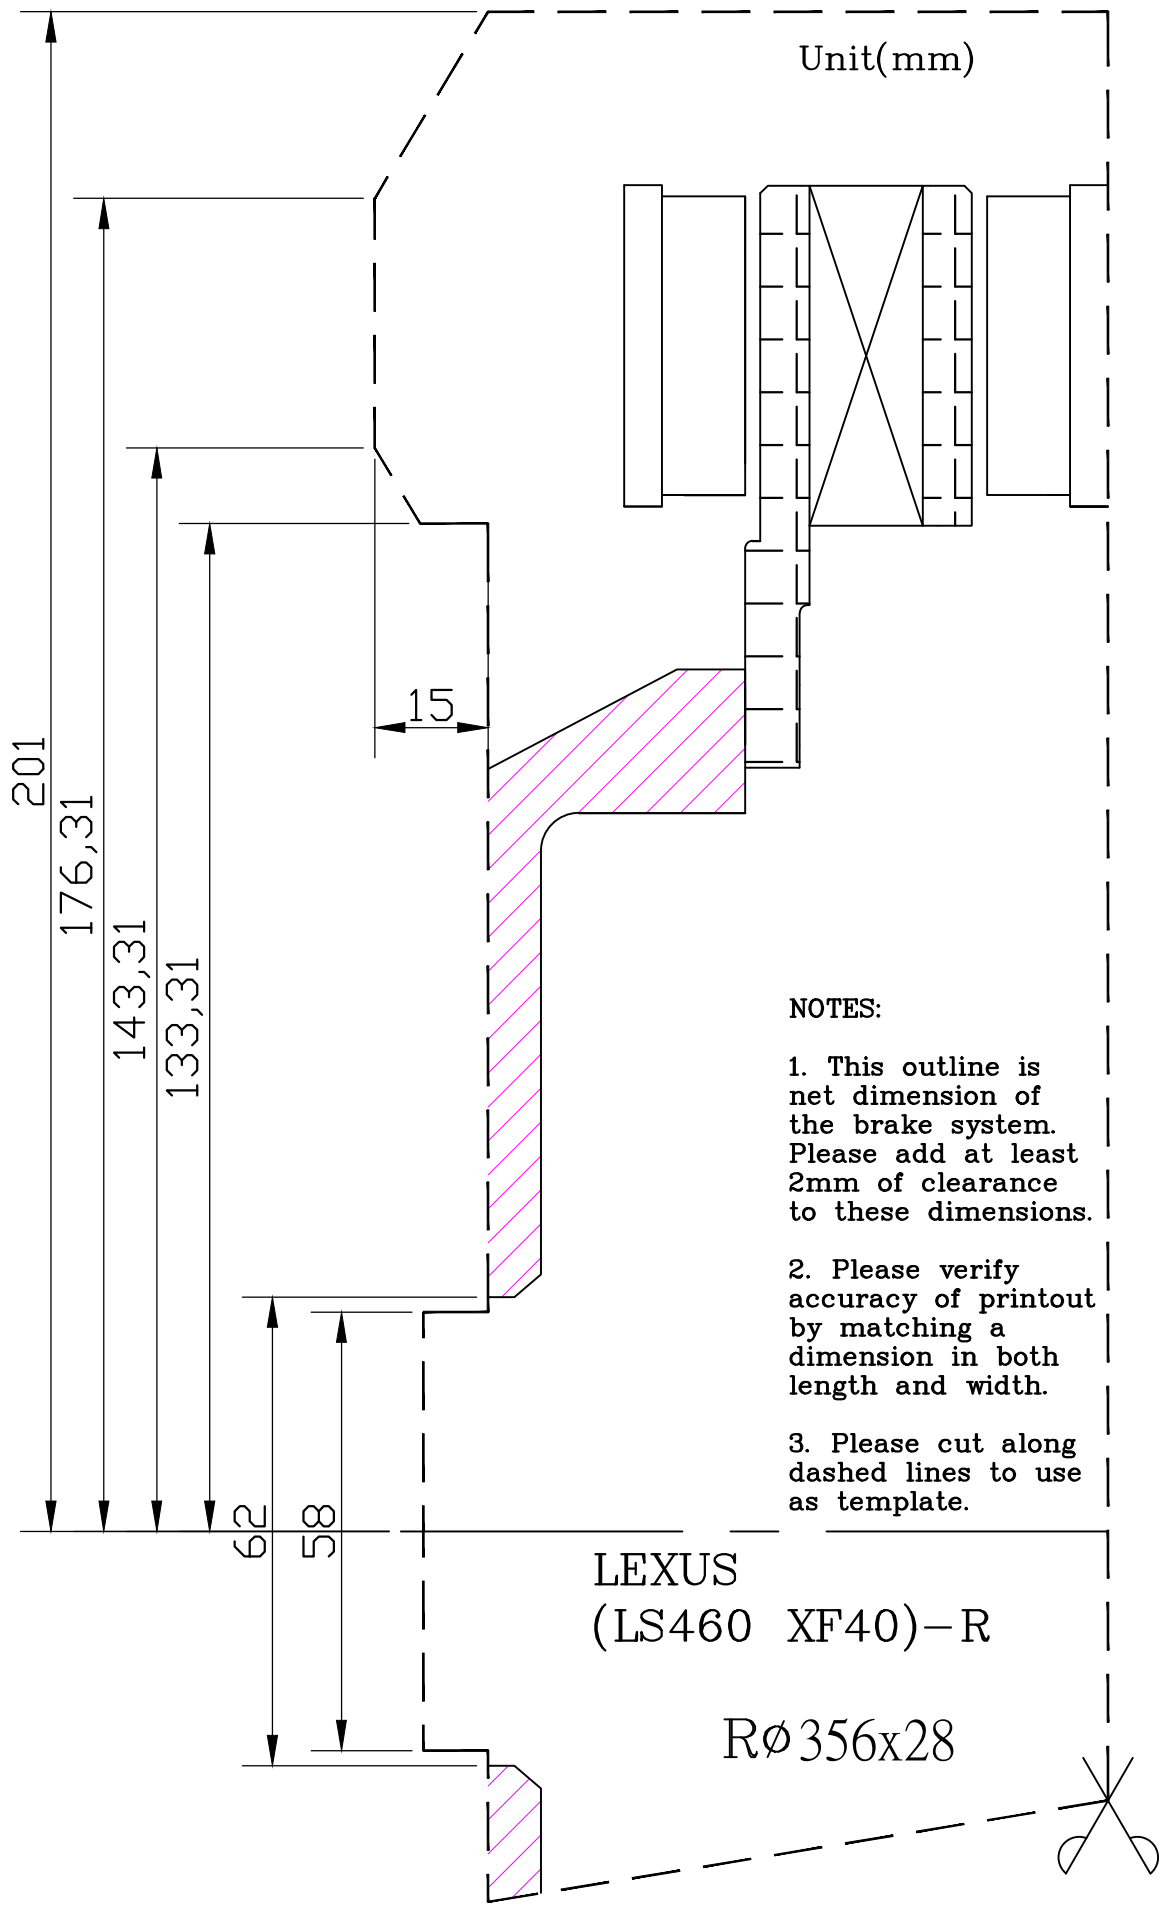 Unit(mm)
201
176,31
143,31
133,31
15
62
58
NOTES:
1. This outline is
net dimension of
the brake system.
Please add at least
2mm of clearance
to these dimensions.
2. Please verify
accuracy of printout
by matching a
dimension in both
length and width.
3. Please cut along
dashed lines to use
as template.
LEXUS
(LS460 XF40)-R
RØ356x28